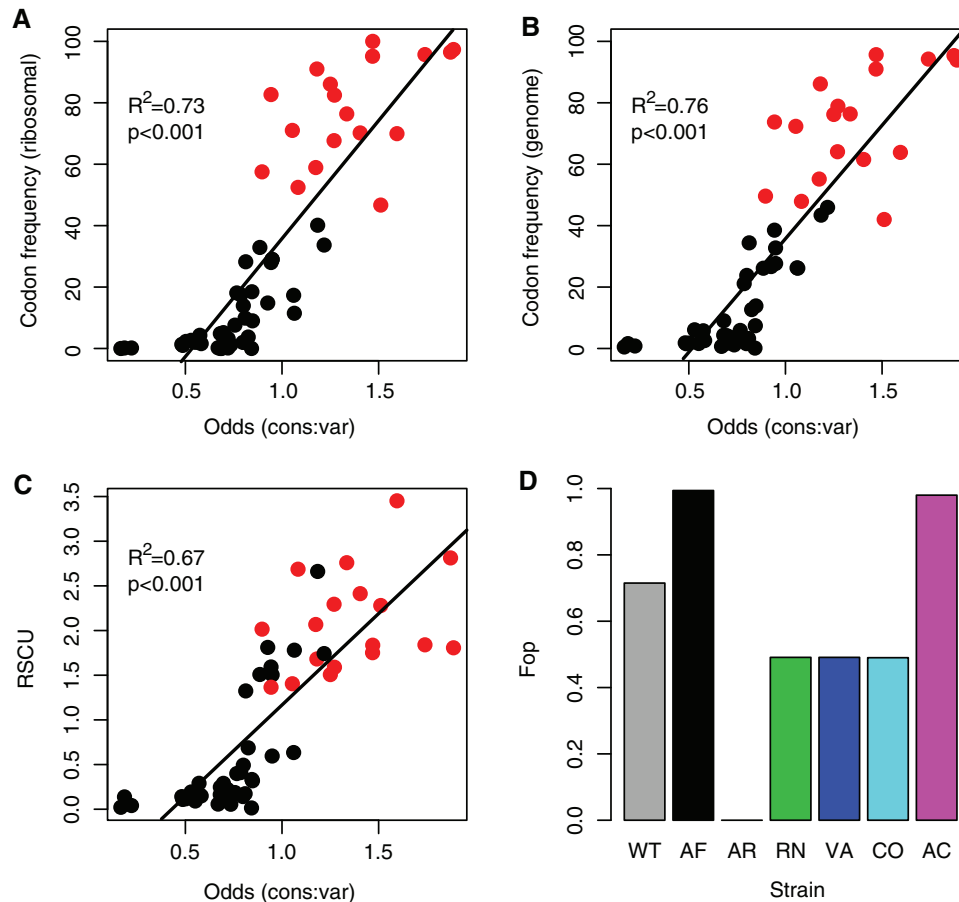 A
R²=0.73
p<0.001
Codon frequency (ribosomal)
0 20 40 60 80 100
0.5 1.0 1.5
Odds (cons:var)
B
R²=0.76
p<0.001
Codon frequency (genome)
0 20 40 60 80 100
0.5 1.0 1.5
Odds (cons:var)
C
R²=0.67
p<0.001
RSCU
0.0 0.5 1.0 1.5 2.0 2.5 3.0 3.5
0.5 1.0 1.5
Odds (cons:var)
D
Fop
0.0 0.2 0.4 0.6 0.8 1.0
WT AF AR RN VA CO AC
Strain